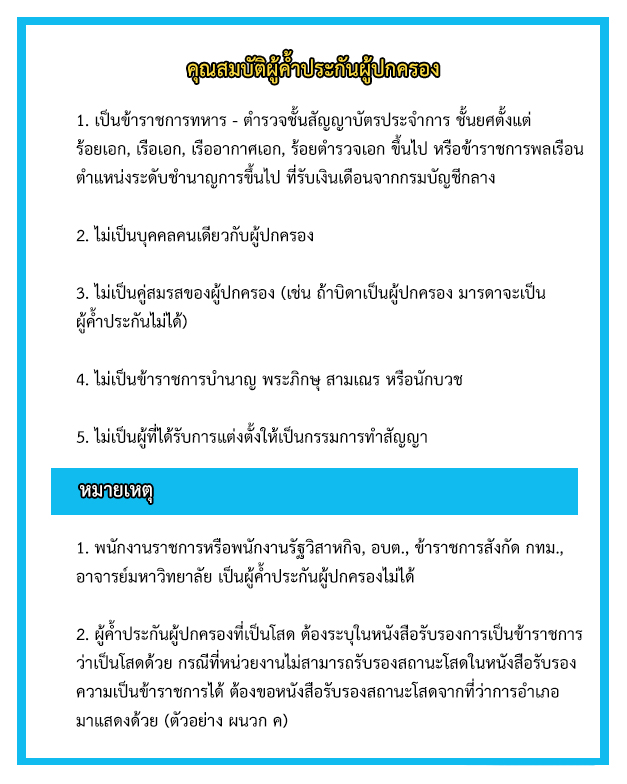 คุณสมบัติผู้ค้ำประกันผู้ปกครอง
1. เป็นข้าราชการทหาร - ตำรวจชั้นสัญญาบัตรประจำการ ชั้นยศตั้งแต่
ร้อยเอก, เรือเอก, เรืออากาศเอก, ร้อยตำรวจเอก ขึ้นไป หรือข้าราชการพลเรือน
ตำแหน่งระดับชำนาญการขึ้นไป ที่รับเงินเดือนจากกรมบัญชีกลาง
2. ไม่เป็นบุคคลคนเดียวกับผู้ปกครอง
3. ไม่เป็นคู่สมรสของผู้ปกครอง (เช่น ถ้าบิดาเป็นผู้ปกครอง มารดาจะเป็น
ผู้ค้ำประกันไม่ได้)
4. ไม่เป็นข้าราชการบำนาญ พระภิกษุ สามเณร หรือนักบวช
5. ไม่เป็นผู้ที่ได้รับการแต่งตั้งให้เป็นกรรมการทำสัญญา
หมายเหตุ
1. พนักงานราชการหรือพนักงานรัฐวิสาหกิจ, อบต., ข้าราชการสังกัด กทม.,
อาจารย์มหาวิทยาลัย เป็นผู้ค้ำประกันผู้ปกครองไม่ได้
2. ผู้ค้ำประกันผู้ปกครองที่เป็นโสด ต้องระบุในหนังสือรับรองการเป็นข้าราชการ
ว่าเป็นโสดด้วย กรณีที่หน่วยงานไม่สามารถรับรองสถานะโสดในหนังสือรับรอง
ความเป็นข้าราชการได้ ต้องขอหนังสือรับรองสถานะโสดจากที่ว่าการอำเภอ
มาแสดงด้วย (ตัวอย่าง ผนวก ค)